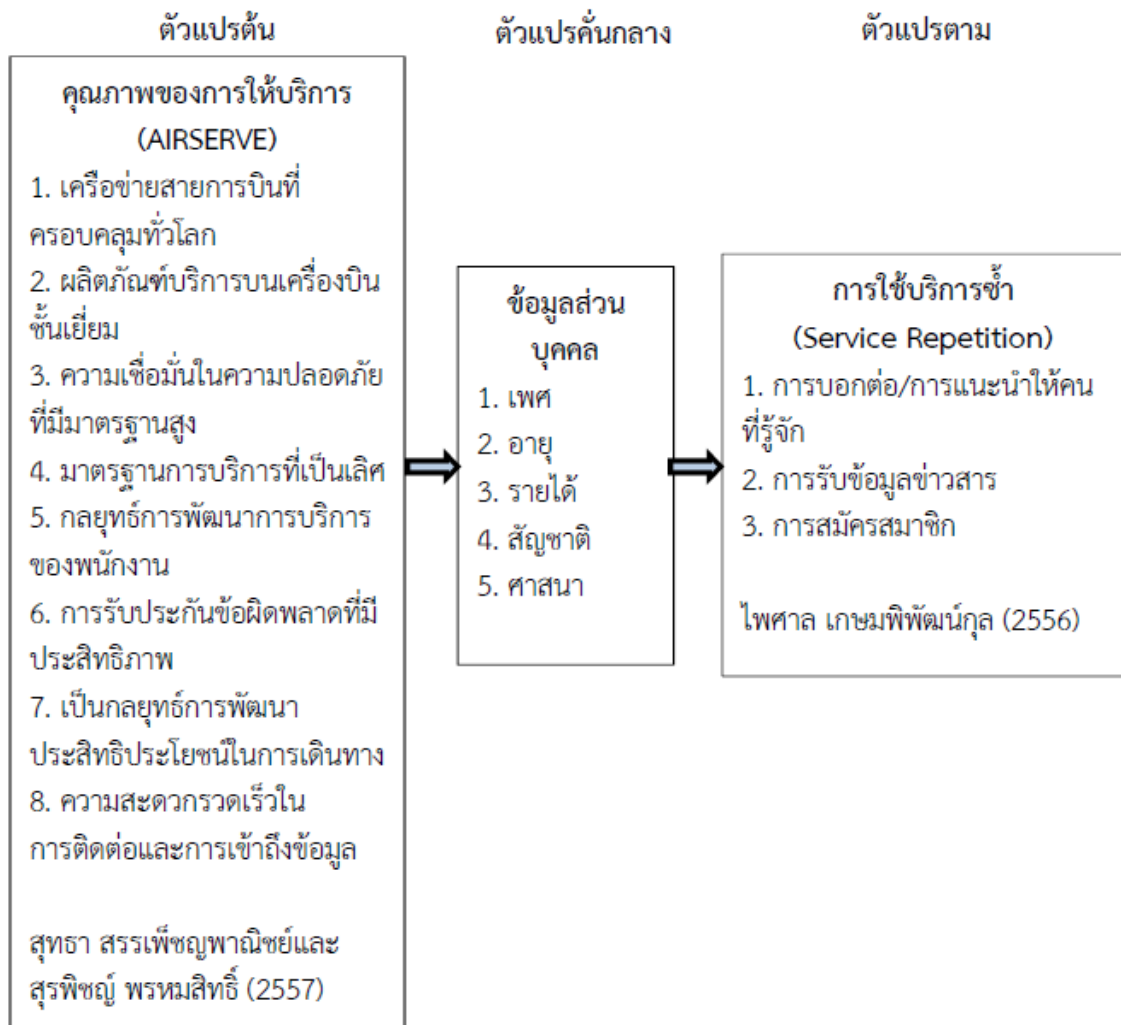 ตัวแปรต้น
ตัวแปรคั่นกลาง
ตัวแปรตาม
คุณภาพของการให้บริการ
(AIRSERVE)
1. เครือข่ายสายการบินที่
ครอบคลุมทั่วโลก
2. ผลิตภัณฑ์บริการบนเครื่องบิน
ชั้นเยี่ยม
3. ความเชื่อมั่นในความปลอดภัย
ที่มีมาตรฐานสูง
4. มาตรฐานการบริการที่เป็นเลิศ
5. กลยุทธ์การพัฒนาการบริการ
ของพนักงาน
6. การรับประกันข้อผิดพลาดที่มี
ประสิทธิภาพ
7. เป็นกลยุทธ์การพัฒนา
ประสิทธิประโยชน์ในการเดินทาง
8. ความสะดวกรวดเร็วใน
การติดต่อและการเข้าถึงข้อมูล
สุทธา สรรเพ็ชญพาณิชย์และ
สุรพิชญ์ พรหมสิทธิ์ (2557)
ข้อมูลส่วน
บุคคล
1. เพศ
2. อายุ
3. รายได้
4. สัญชาติ
5. ศาสนา
การใช้บริการซ้ำ
(Service Repetition)
1. การบอกต่อ/การแนะนำให้คน
ที่รู้จัก
2. การรับข้อมูลข่าวสาร
3. การสมัครสมาชิก
ไพศาล เกษมพิพัฒน์กุล (2556)